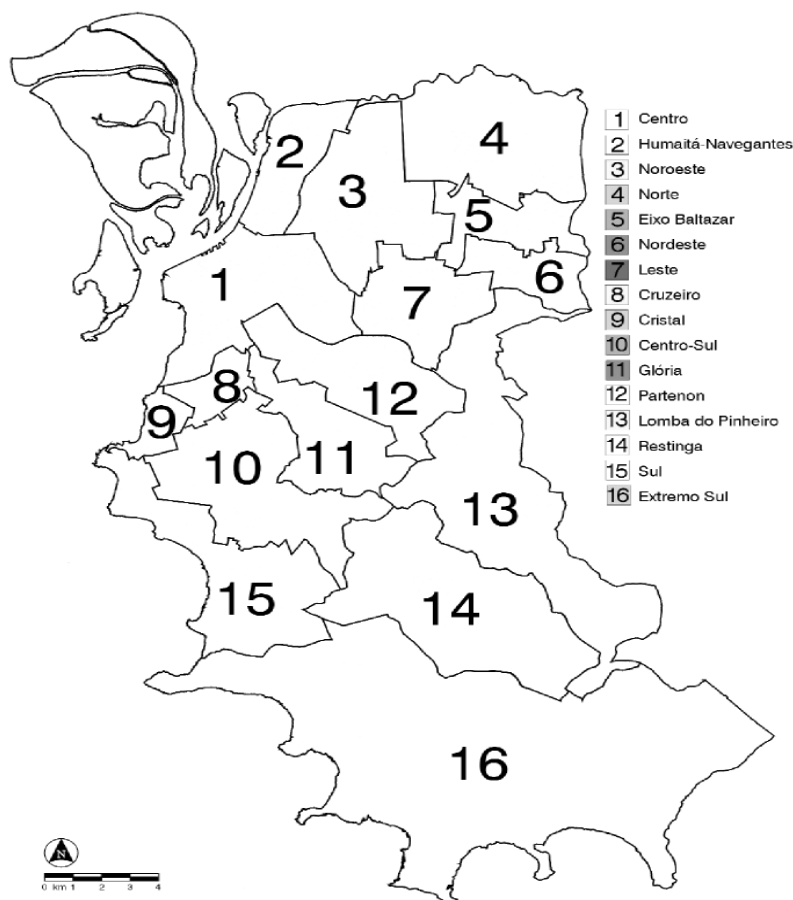 1 Centro
2 Humaitá-Navegantes
3 Noroeste
4 Norte
5 Eixo Baltazar
6 Nordeste
7 Leste
8 Cruzeiro
9 Cristal
10 Centro-Sul
11 Glória
12 Partenon
13 Lomba do Pinheiro
14 Restinga
15 Sul
16 Extremo Sul
4
2
3
5
6
1
7
8
12
9
10
11
13
15
14
16
N
0 km 1 2 3 4